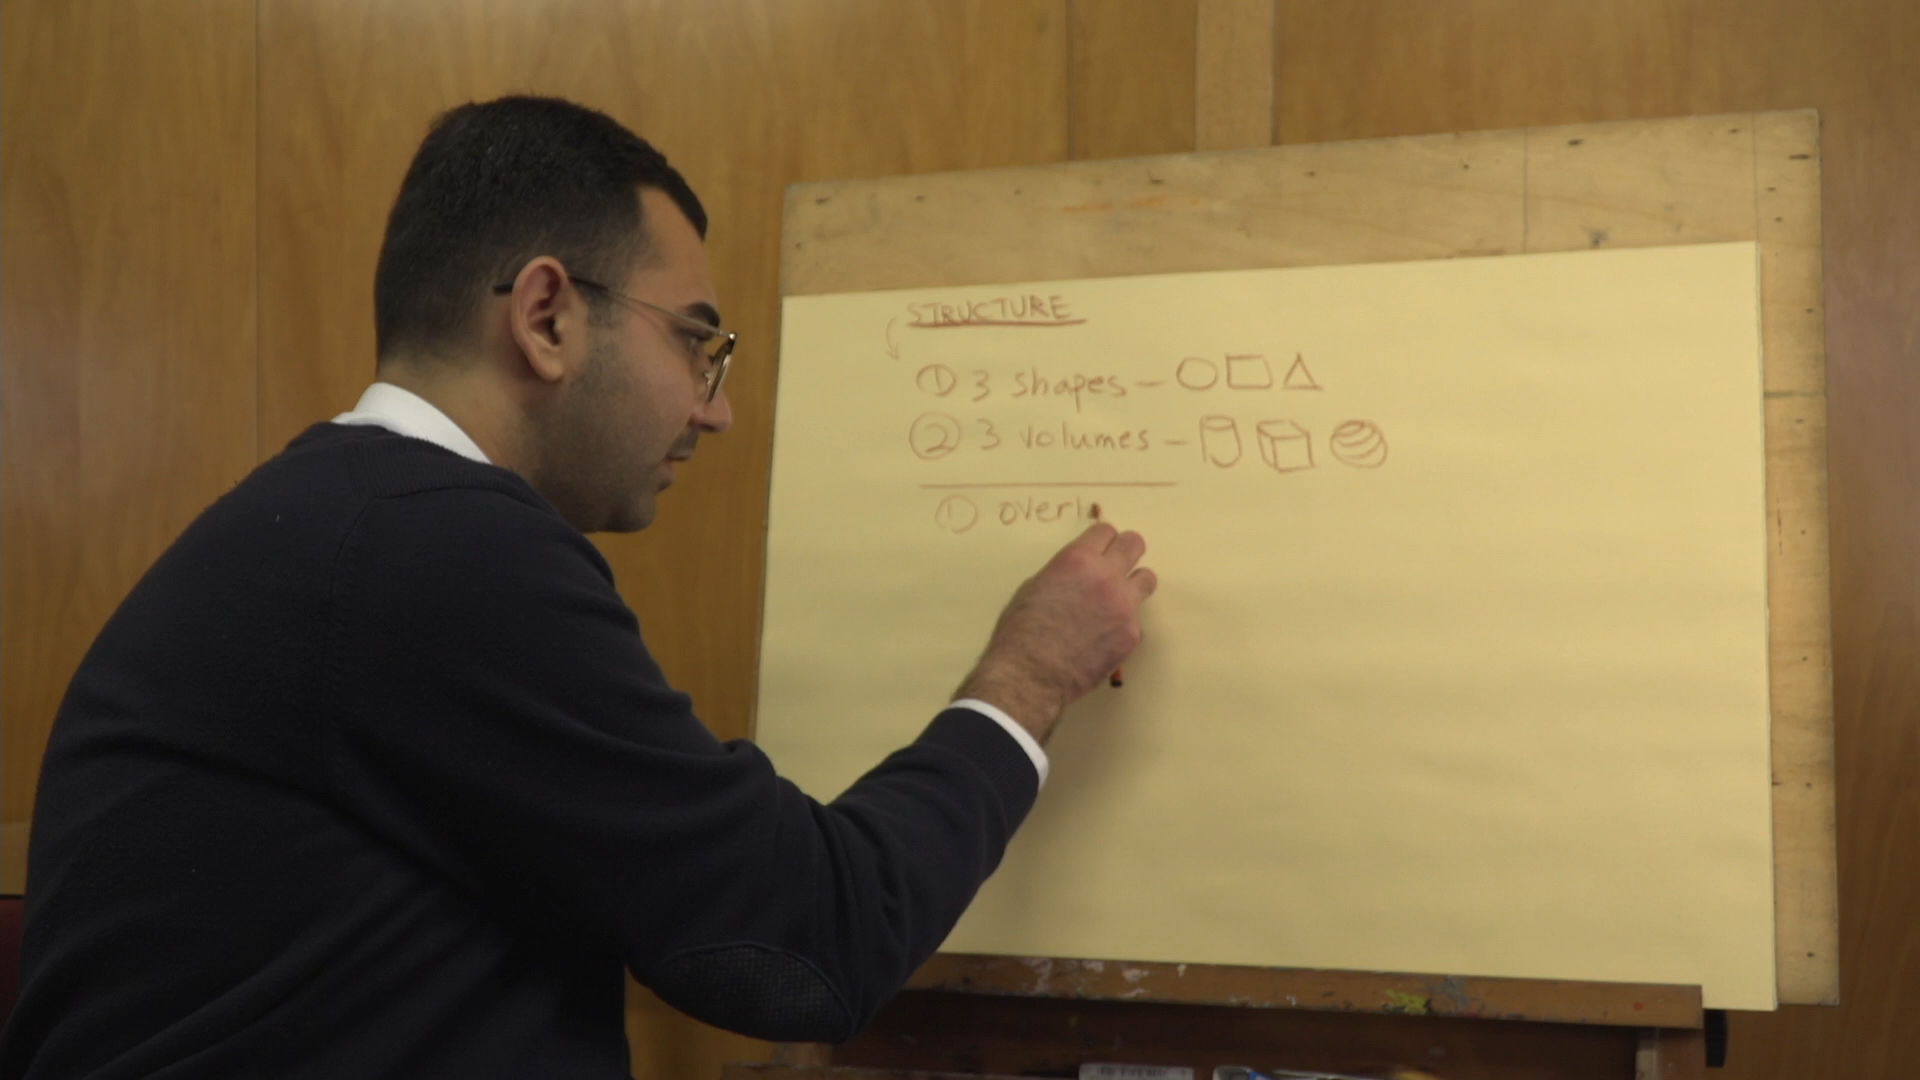 STRUCTURE
① 3 shapes –
② 3 volumes –
① overl